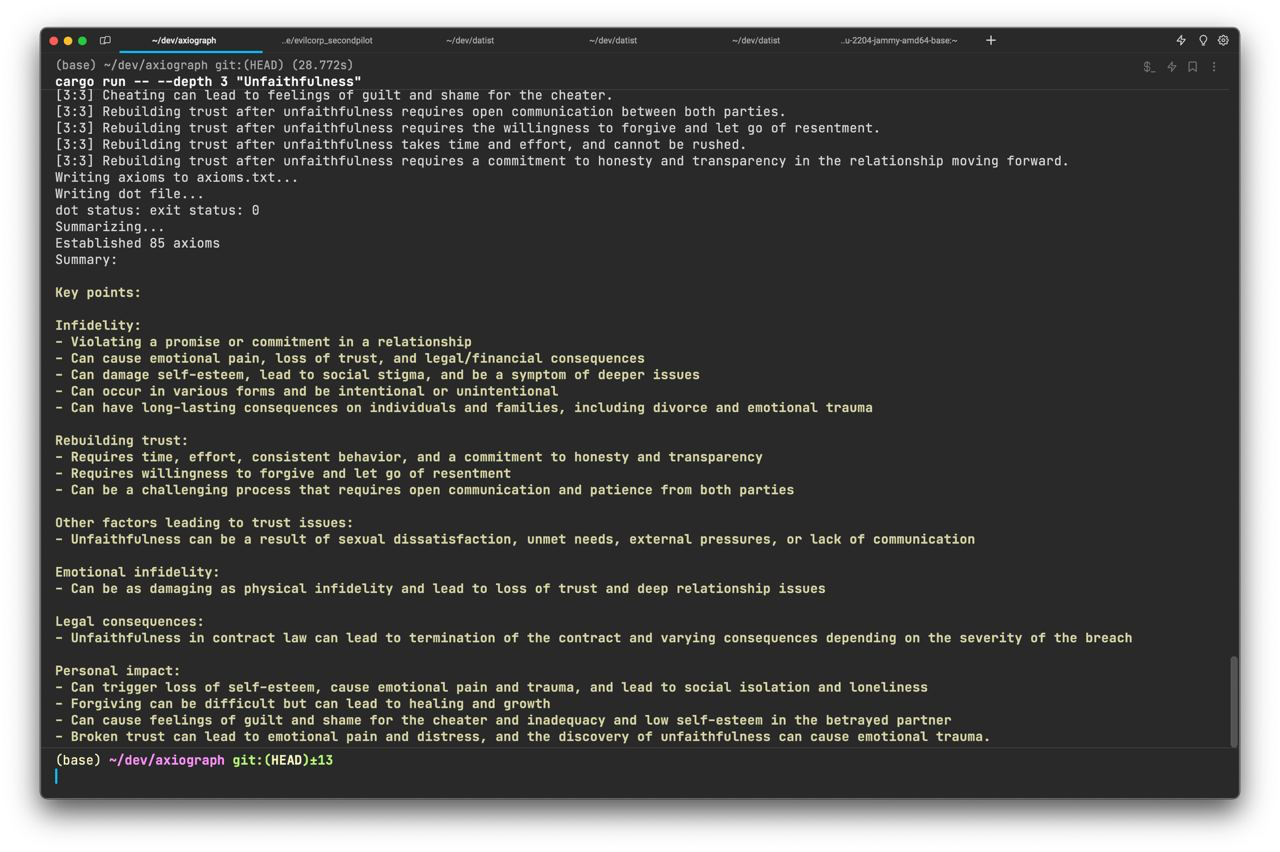 ~/dev/axiograph
..e/evilcorp_secondpilot
~/dev/datist
~/dev/datist
~/dev/datist
..u-2204-jammy-amd64-base:~
(base) ~/dev/axiograph git:(HEAD) (28.772s)
cargo run -- --depth 3 "Unfaithfulness"
[3:3] Cheating can lead to feelings of guilt and shame for the cheater.
[3:3] Rebuilding trust after unfaithfulness requires open communication between both parties.
[3:3] Rebuilding trust after unfaithfulness requires the willingness to forgive and let go of resentment.
[3:3] Rebuilding trust after unfaithfulness takes time and effort, and cannot be rushed.
[3:3] Rebuilding trust after unfaithfulness requires a commitment to honesty and transparency in the relationship moving forward.
Writing axioms to axioms.txt...
Writing dot file...
dot status: exit status: 0
Summarizing...
Established 85 axioms
Summary:
Key points:
Infidelity:
- Violating a promise or commitment in a relationship
- Can cause emotional pain, loss of trust, and legal/financial consequences
- Can damage self-esteem, lead to social stigma, and be a symptom of deeper issues
- Can occur in various forms and be intentional or unintentional
- Can have long-lasting consequences on individuals and families, including divorce and emotional trauma
Rebuilding trust:
- Requires time, effort, consistent behavior, and a commitment to honesty and transparency
- Requires willingness to forgive and let go of resentment
- Can be a challenging process that requires open communication and patience from both parties
Other factors leading to trust issues:
- Unfaithfulness can be a result of sexual dissatisfaction, unmet needs, external pressures, or lack of communication
Emotional infidelity:
- Can be as damaging as physical infidelity and lead to loss of trust and deep relationship issues
Legal consequences:
- Unfaithfulness in contract law can lead to termination of the contract and varying consequences depending on the severity of the breach
Personal impact:
- Can trigger loss of self-esteem, cause emotional pain and trauma, and lead to social isolation and loneliness
- Forgiving can be difficult but can lead to healing and growth
- Can cause feelings of guilt and shame for the cheater and inadequacy and low self-esteem in the betrayed partner
- Broken trust can lead to emotional pain and distress, and the discovery of unfaithfulness can cause emotional trauma.
(base) ~/dev/axiograph git:(HEAD)±13